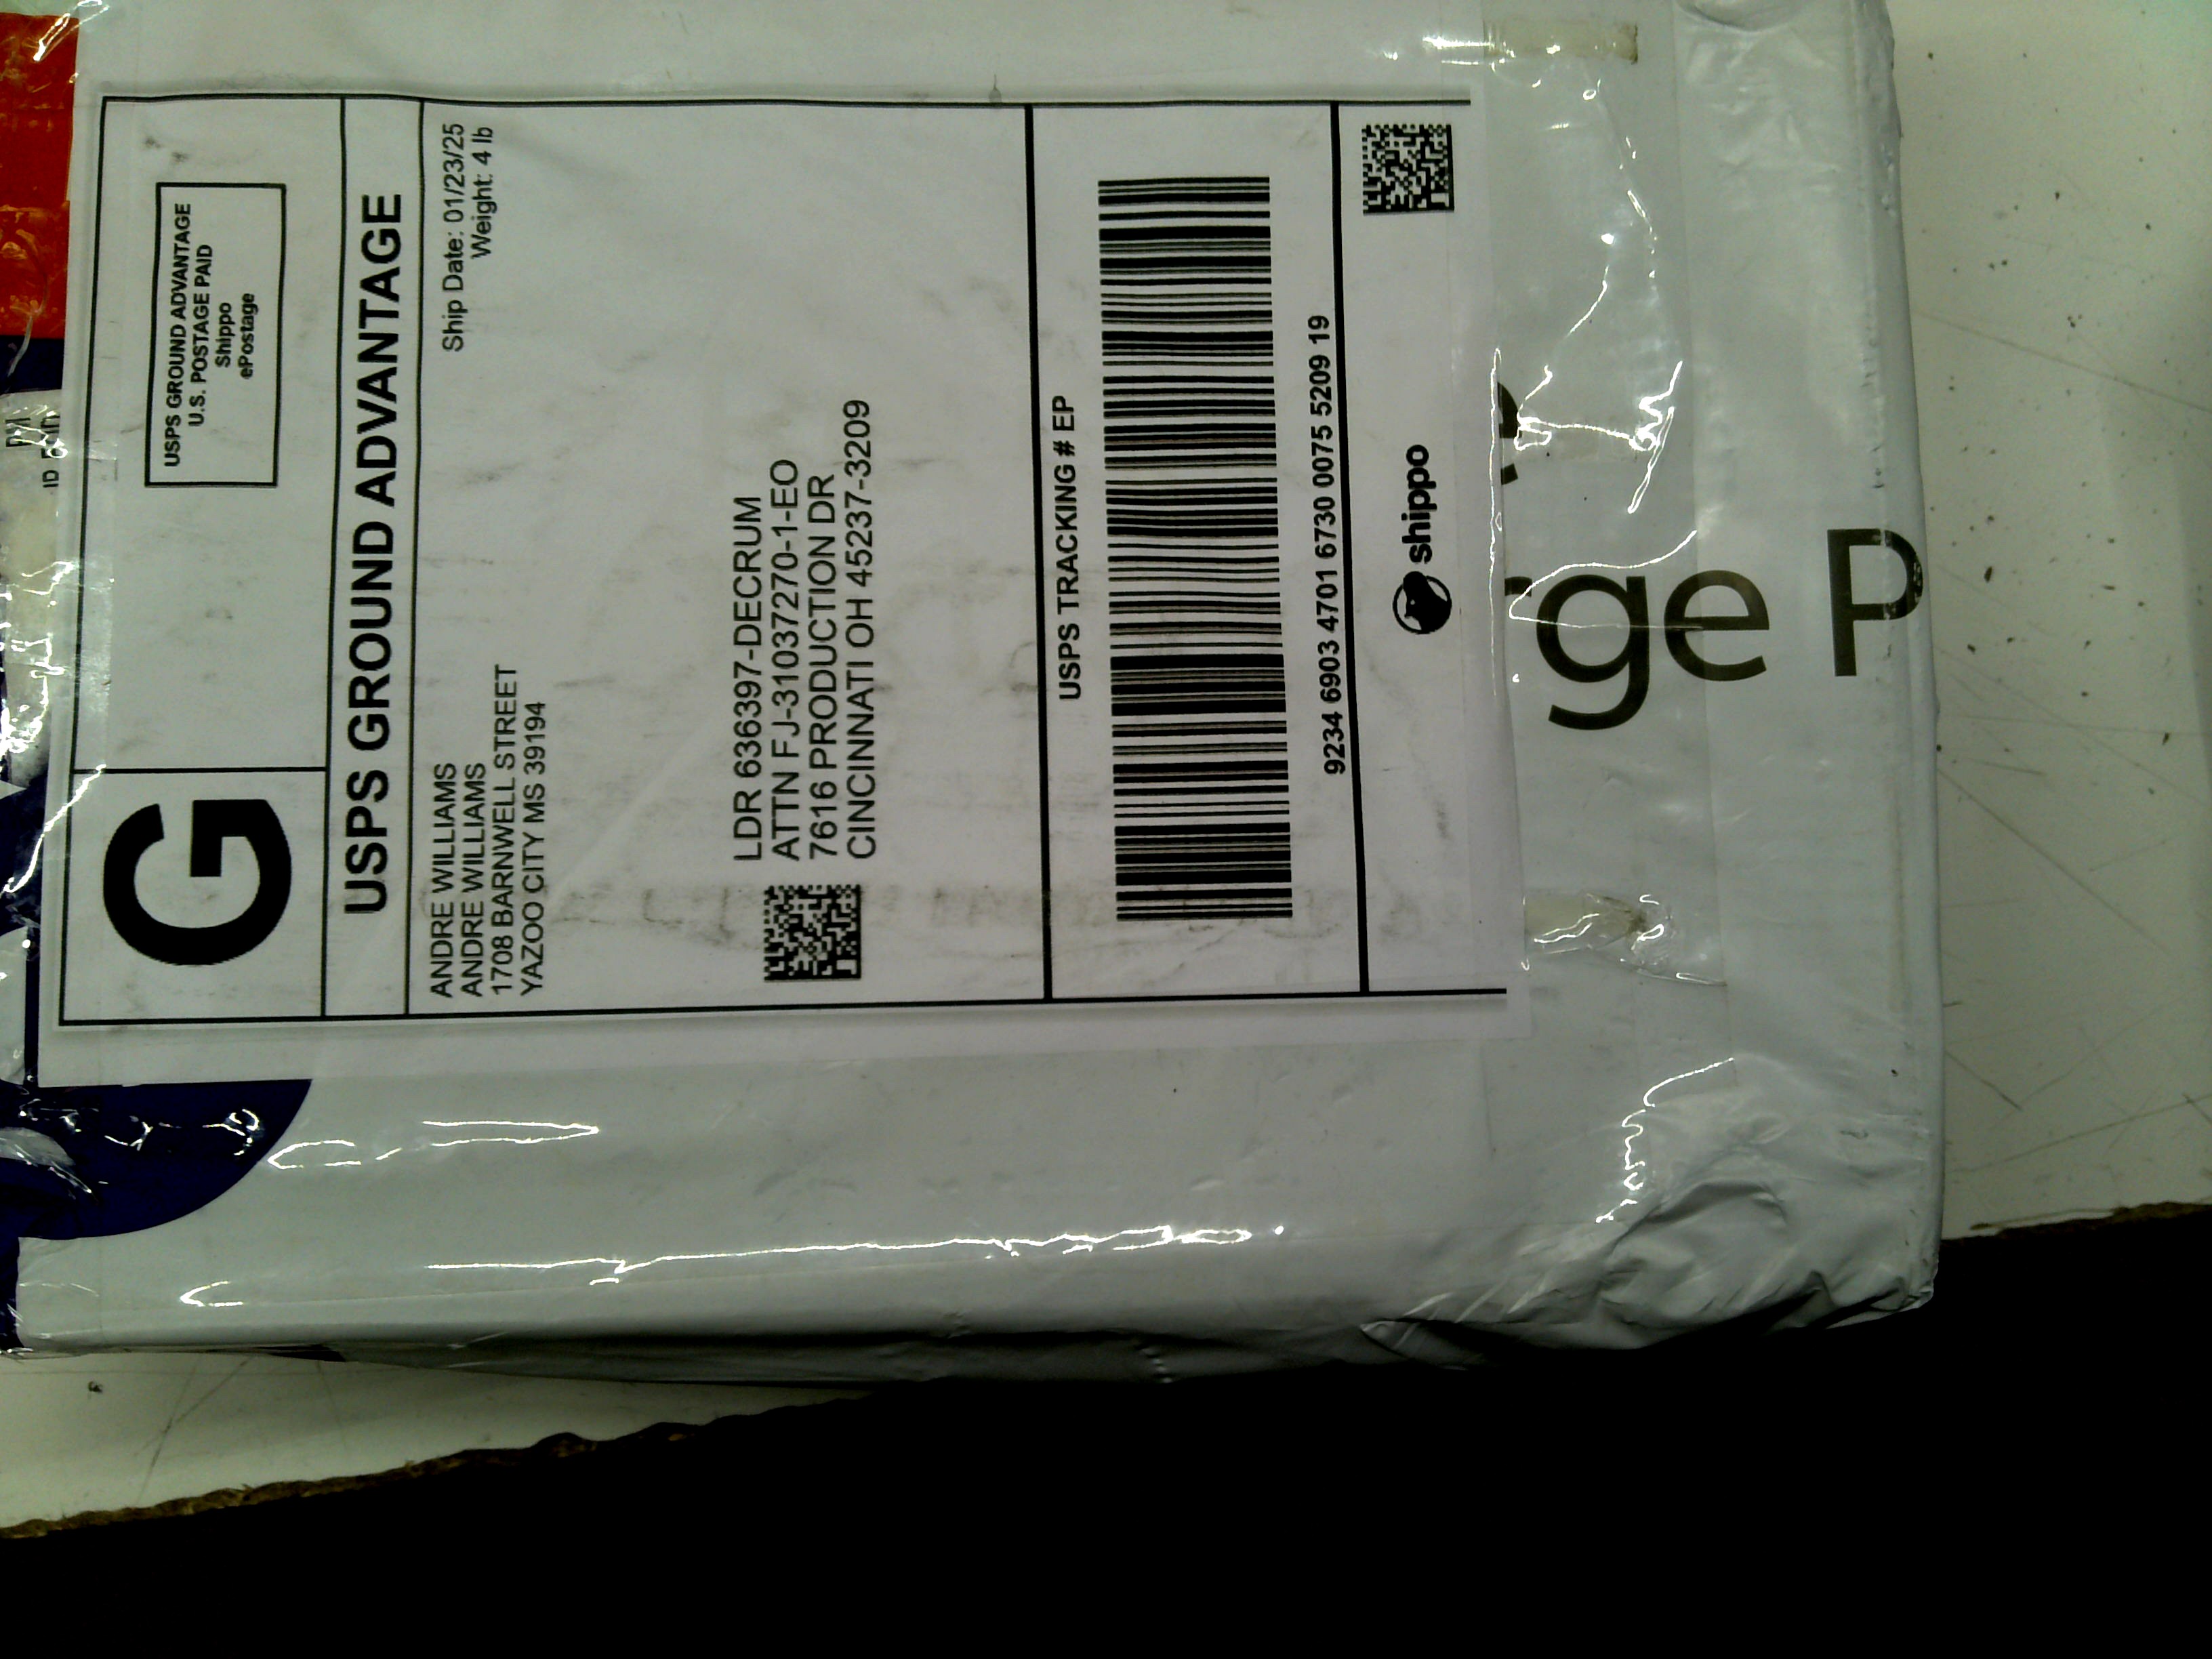 G
USPS GROUND ADVANTAGE
U.S. POSTAGE PAID
Shippo
ePostage
USPS GROUND ADVANTAGE
ANDRE WILLIAMS
ANDRE WILLIAMS
1708 BARNWELL STREET
YAZOO CITY MS 39194
Ship Date: 01/23/25
Weight: 4 lb
LDR 636397-DECRUM
ATTN FJ-31037270-1-EO
7616 PRODUCTION DR
CINCINNATI OH 45237-3209
USPS TRACKING # EP
9234 6903 4701 6730 0075 5209 19
shippo
rge P